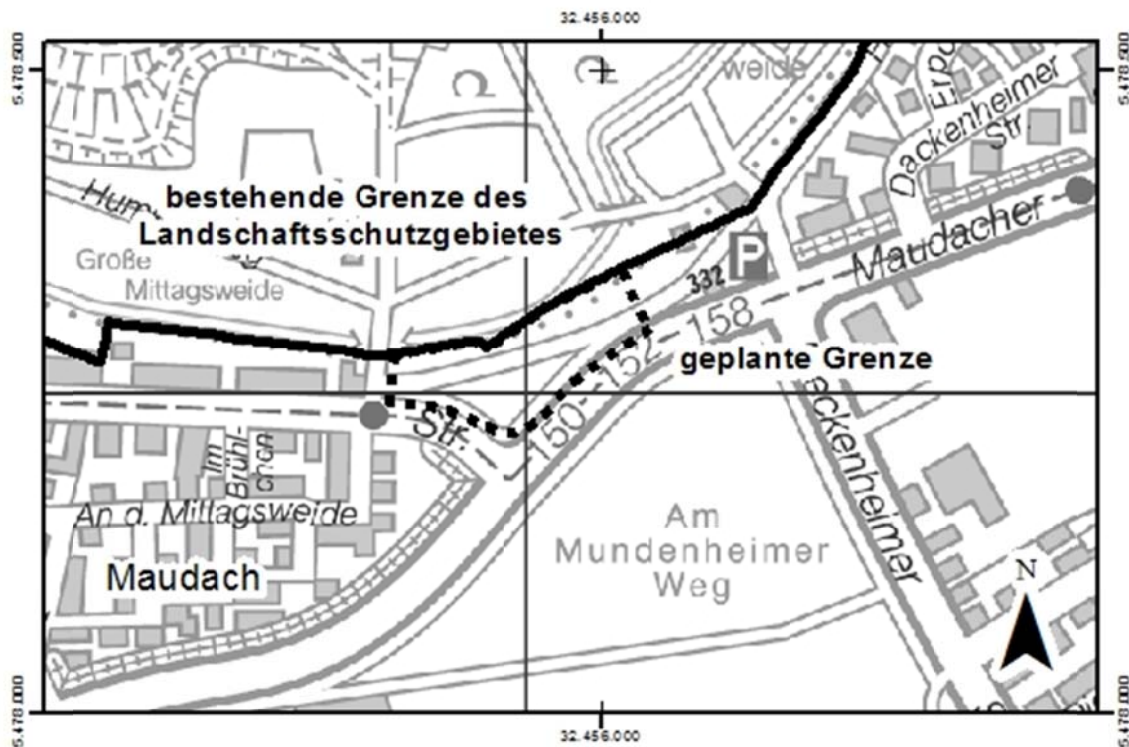 32.456.000
5.478.500
5.478.500
weide
Dackenheimer
Str
bestehende Grenze des
Landschaftsschutzgebietes
Große
Mittagsweide
P
332
Maudacher
150- 152 - 158
geplante Grenze
Str.
Im
Brühl-
An d. Mittagsweide
Maudach
Am
Mundenheimer
Weg
N
5.478.000
5.478.000
32.456.000